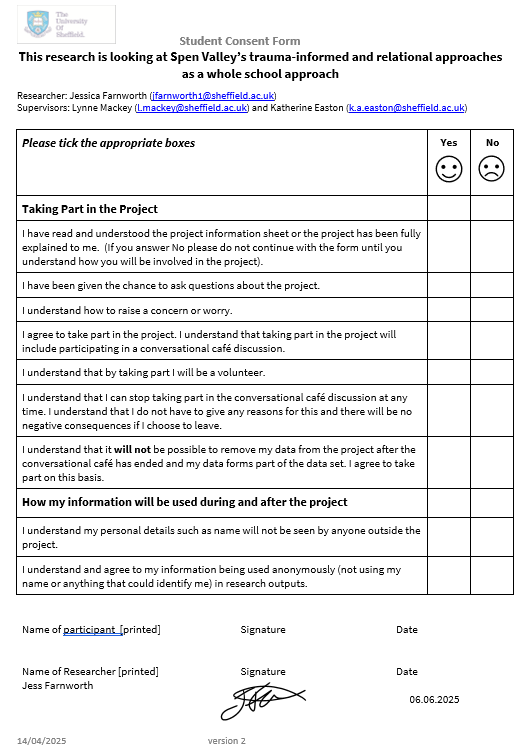 The
University
Of
Sheffield.
Student Consent Form
This research is looking at Spen Valley's trauma-informed and relational approaches
as a whole school approach
Researcher: Jessica Farnworth (jfarnworth1@sheffield.ac.uk)
Supervisors: Lynne Mackey (l.mackey@sheffield.ac.uk) and Katherine Easton (k.a.easton@sheffield.ac.uk)
Please tick the appropriate boxes
Yes
No
Taking Part in the Project
I have read and understood the project information sheet or the project has been fully
explained to me. (If you answer No please do not continue with the form until you
understand how you will be involved in the project).
I have been given the chance to ask questions about the project.
I understand how to raise a concern or worry.
I agree to take part in the project. I understand that taking part in the project will
include participating in a conversational café discussion.
I understand that by taking part I will be a volunteer.
I understand that I can stop taking part in the conversational café discussion at any
time. I understand that I do not have to give any reasons for this and there will be no
negative consequences if I choose to leave.
I understand that it will not be possible to remove my data from the project after the
conversational café has ended and my data forms part of the data set. I agree to take
part on this basis.
How my information will be used during and after the project
I understand my personal details such as name will not be seen by anyone outside the
project.
I understand and agree to my information being used anonymously (not using my
name or anything that could identify me) in research outputs.
Name of participant [printed] Signature Date
Name of Researcher [printed] Signature Date
Jess Farnworth
06.06.2025
14/04/2025 version 2